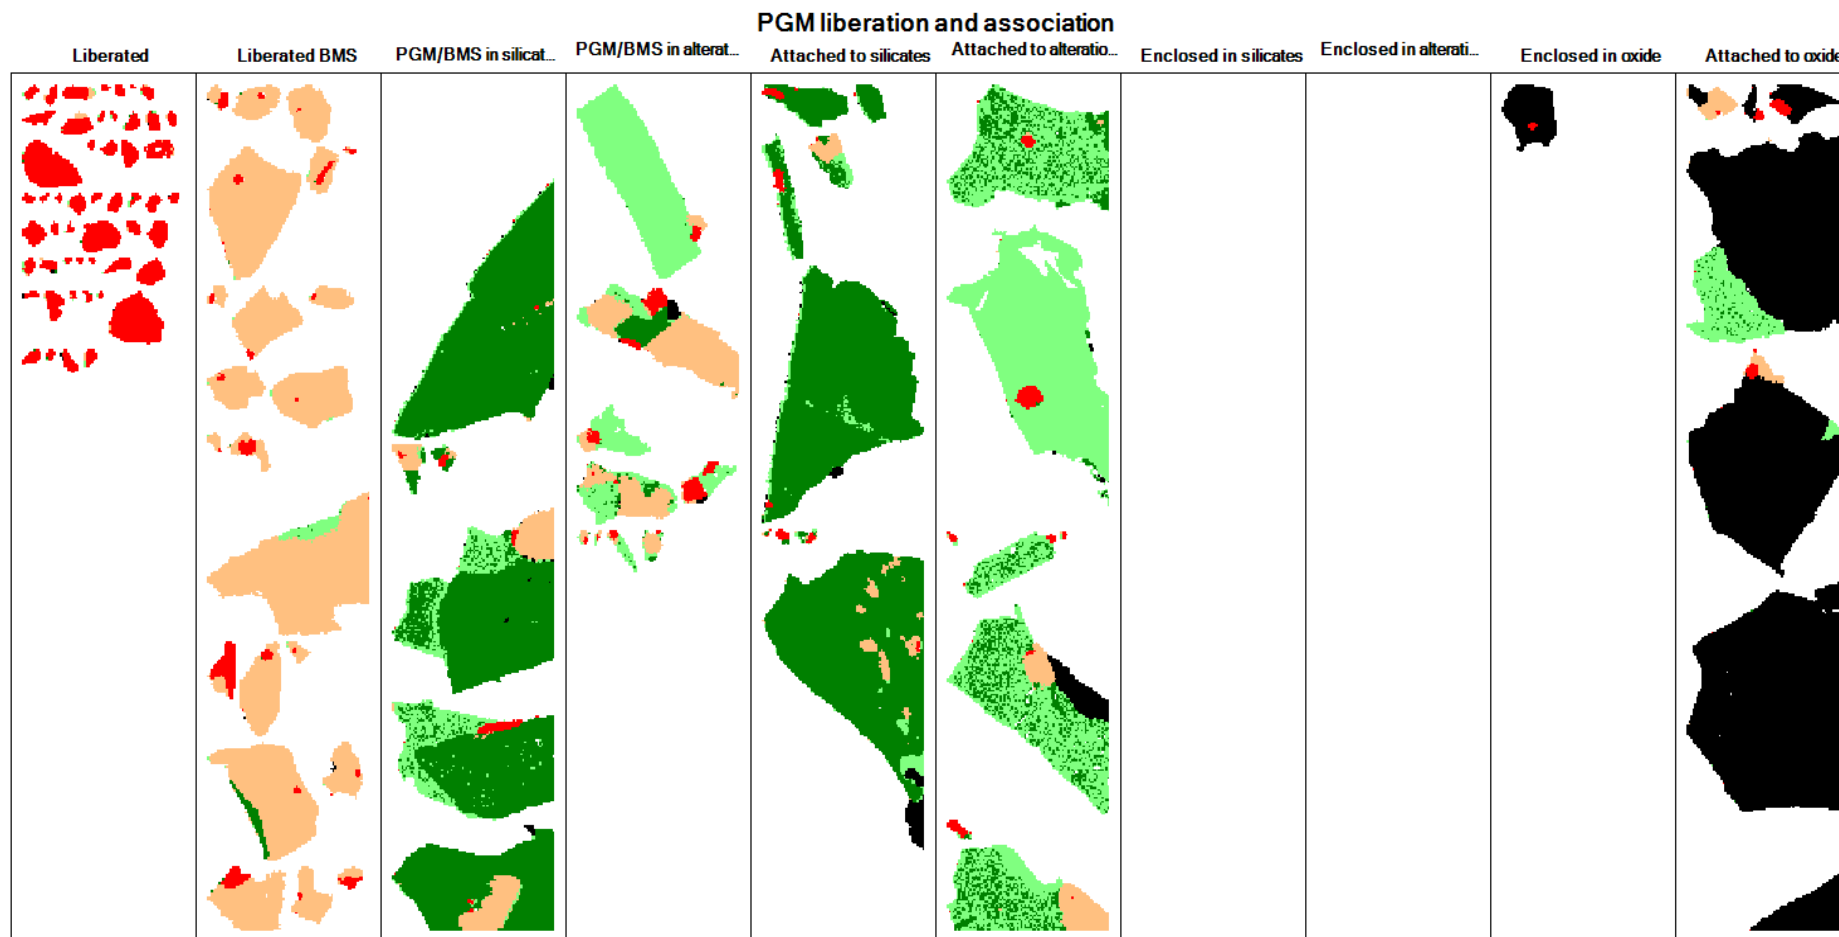 PGM liberation and association
Liberated
Liberated BMS
PGM/BMS in silicat...
PGM/BMS in alterat...
Attached to silicates
Attached to alteratio...
Enclosed in silicates
Enclosed in alterati...
Enclosed in oxide
Attached to oxide